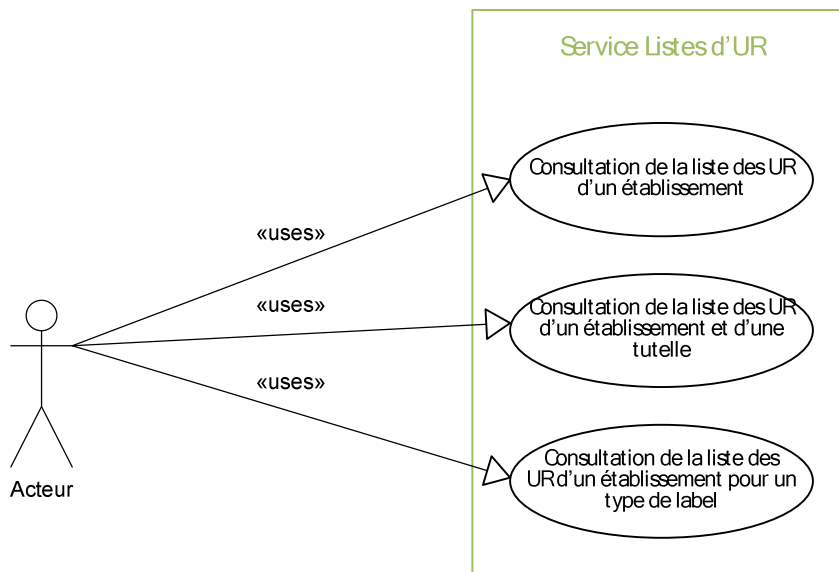 Service Listes d'UR
Consultation de la liste des UR
d'un établissement
«uses»
«uses»
Consultation de la liste des UR
d'un établissement et d'une
tutelle
«uses»
Consultation de la liste des
UR d'un établissement pour un
type de label
Acteur